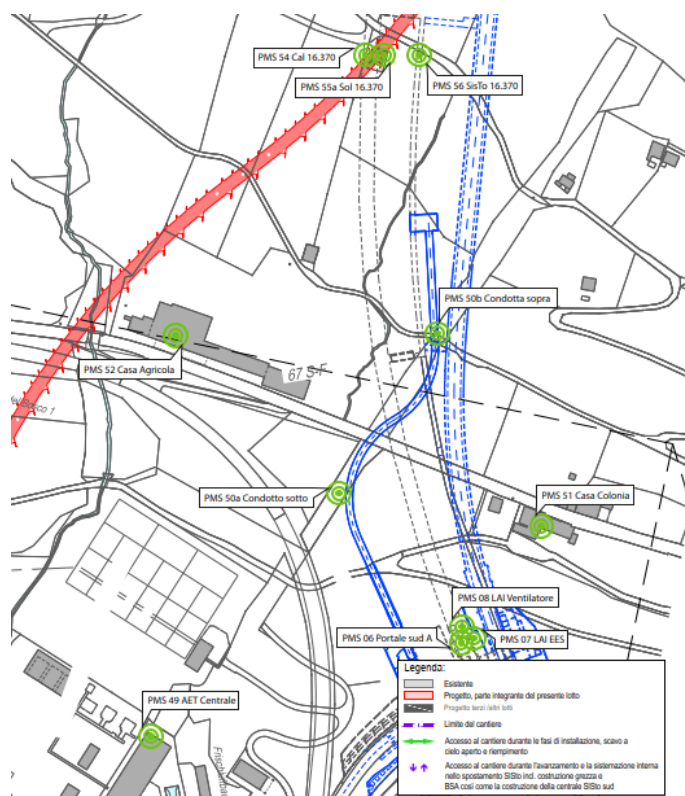 PMS 54 Cal 16.370
PMS 55a Sol 16.370
PMS 56 SisTo 16.370
PMS 50b Condotta sopra
PMS 52 Casa Agricola
67 S-F
Bosco 1
PMS 50a Condotto sotto
PMS 51 Casa Colonia
PMS 08 LAI Ventilatore
PMS 06 Portale sud A
PMS 07 LAI EES
PMS 49 AET Centrale
Legenda:
Esistente
Progetto, parte integrante del presente lotto
Progetto terzi /altri lotti
Limite del cantiere
Accesso al cantiere durante le fasi di installazione, scavo a
cielo aperto e riempimento
Accesso al cantiere durante l'avanzamento e la sistemazione interna
nello spostamento SISto incl. costruzione grezza e
BSA così come la costruzione della centrale SISto sud